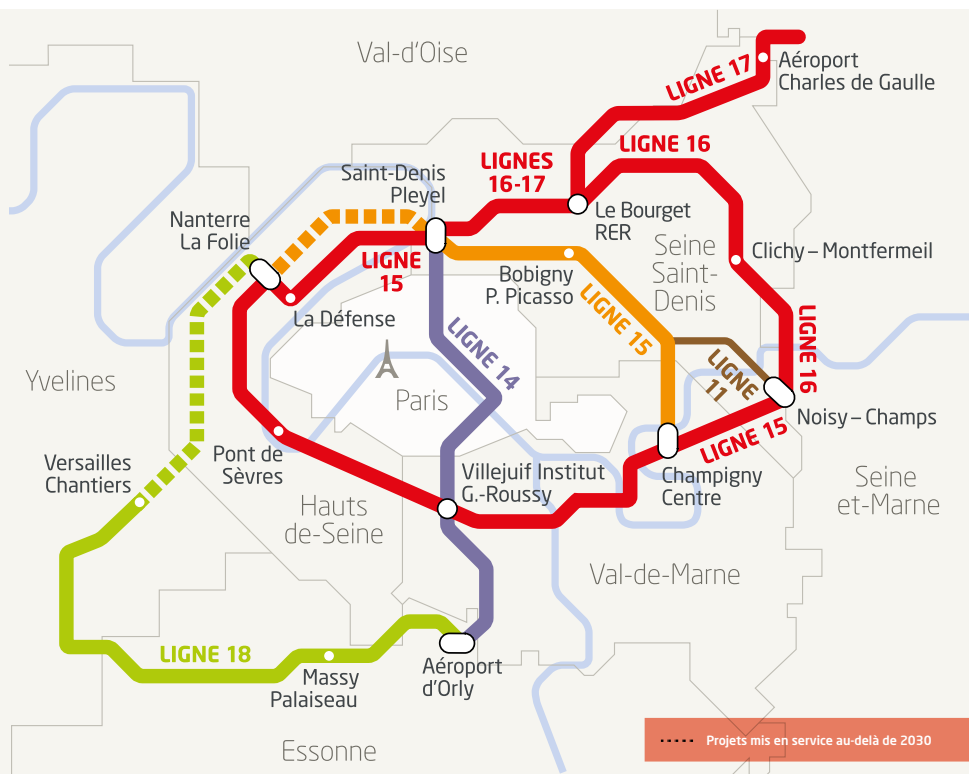 Val-d'Oise
LIGNE 17
Aéroport
Charles de Gaulle
LIGNES
16-17
LIGNE 16
Saint-Denis
Pleyel
Nanterre
La Folie
Le Bourget
RER
Seine
Saint-
Denis
Clichy – Montfermeil
LIGNE
15
Bobigny
P. Picasso
LIGNE 15
La Défense
LIGNE 14
LIGNE 16
LIGNE
11
Yvelines
Paris
Noisy – Champs
LIGNE 15
Pont de
Sèvres
Versailles
Chantiers
Villejuif Institut
G.-Roussy
Champigny
Centre
Seine
et-Marne
Hauts
de-Seine
Val-de-Marne
LIGNE 18
Massy
Palaiseau
Aéroport
d'Orly
Essonne
Projets mis en service au-delà de 2030